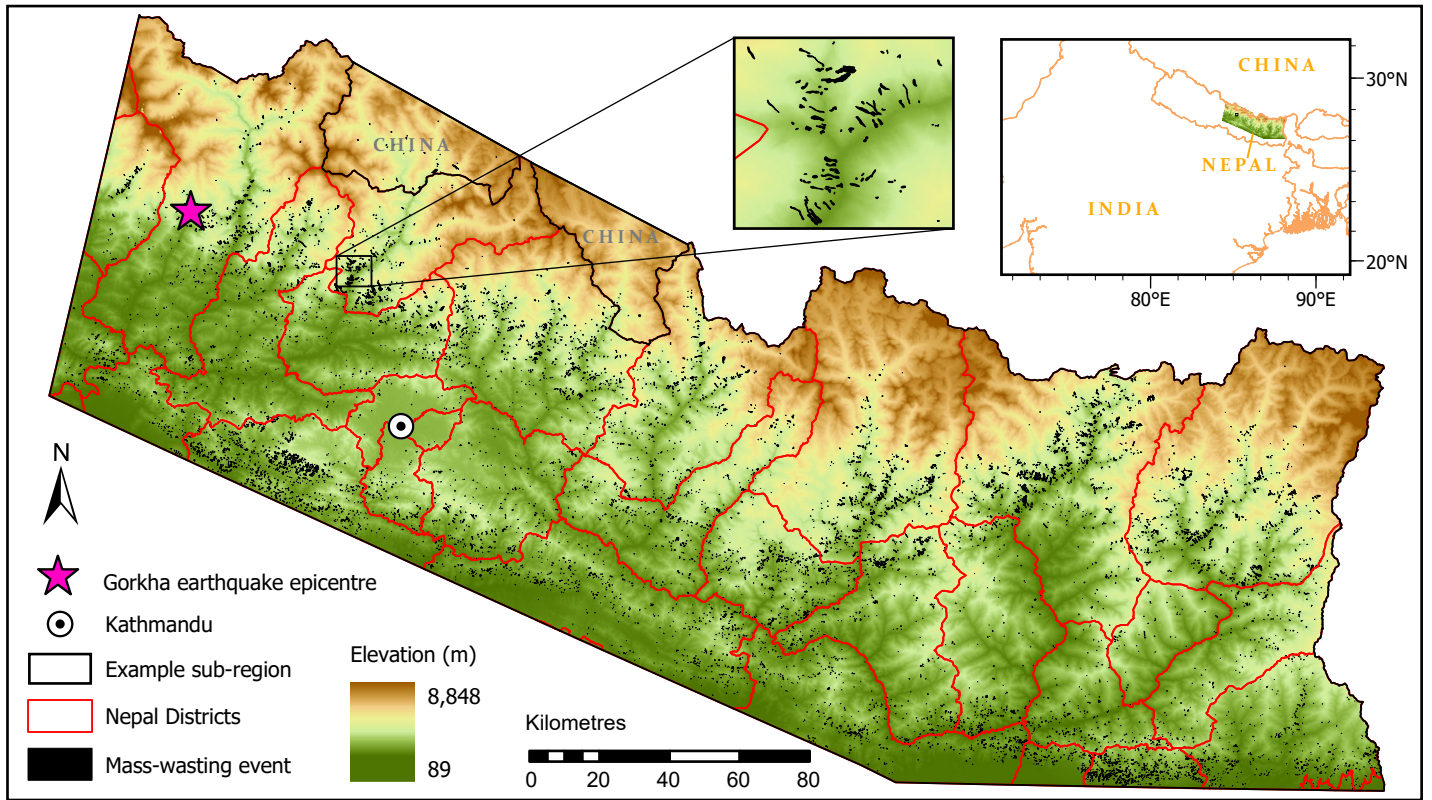 CHINA
CHINA
CHINA
NEPAL
INDIA
30°N
20°N
80°E
90°E
N
Gorkha earthquake epicentre
Kathmandu
Example sub-region
Nepal Districts
Mass-wasting event
Elevation (m)
8,848
89
Kilometres
0 20 40 60 80